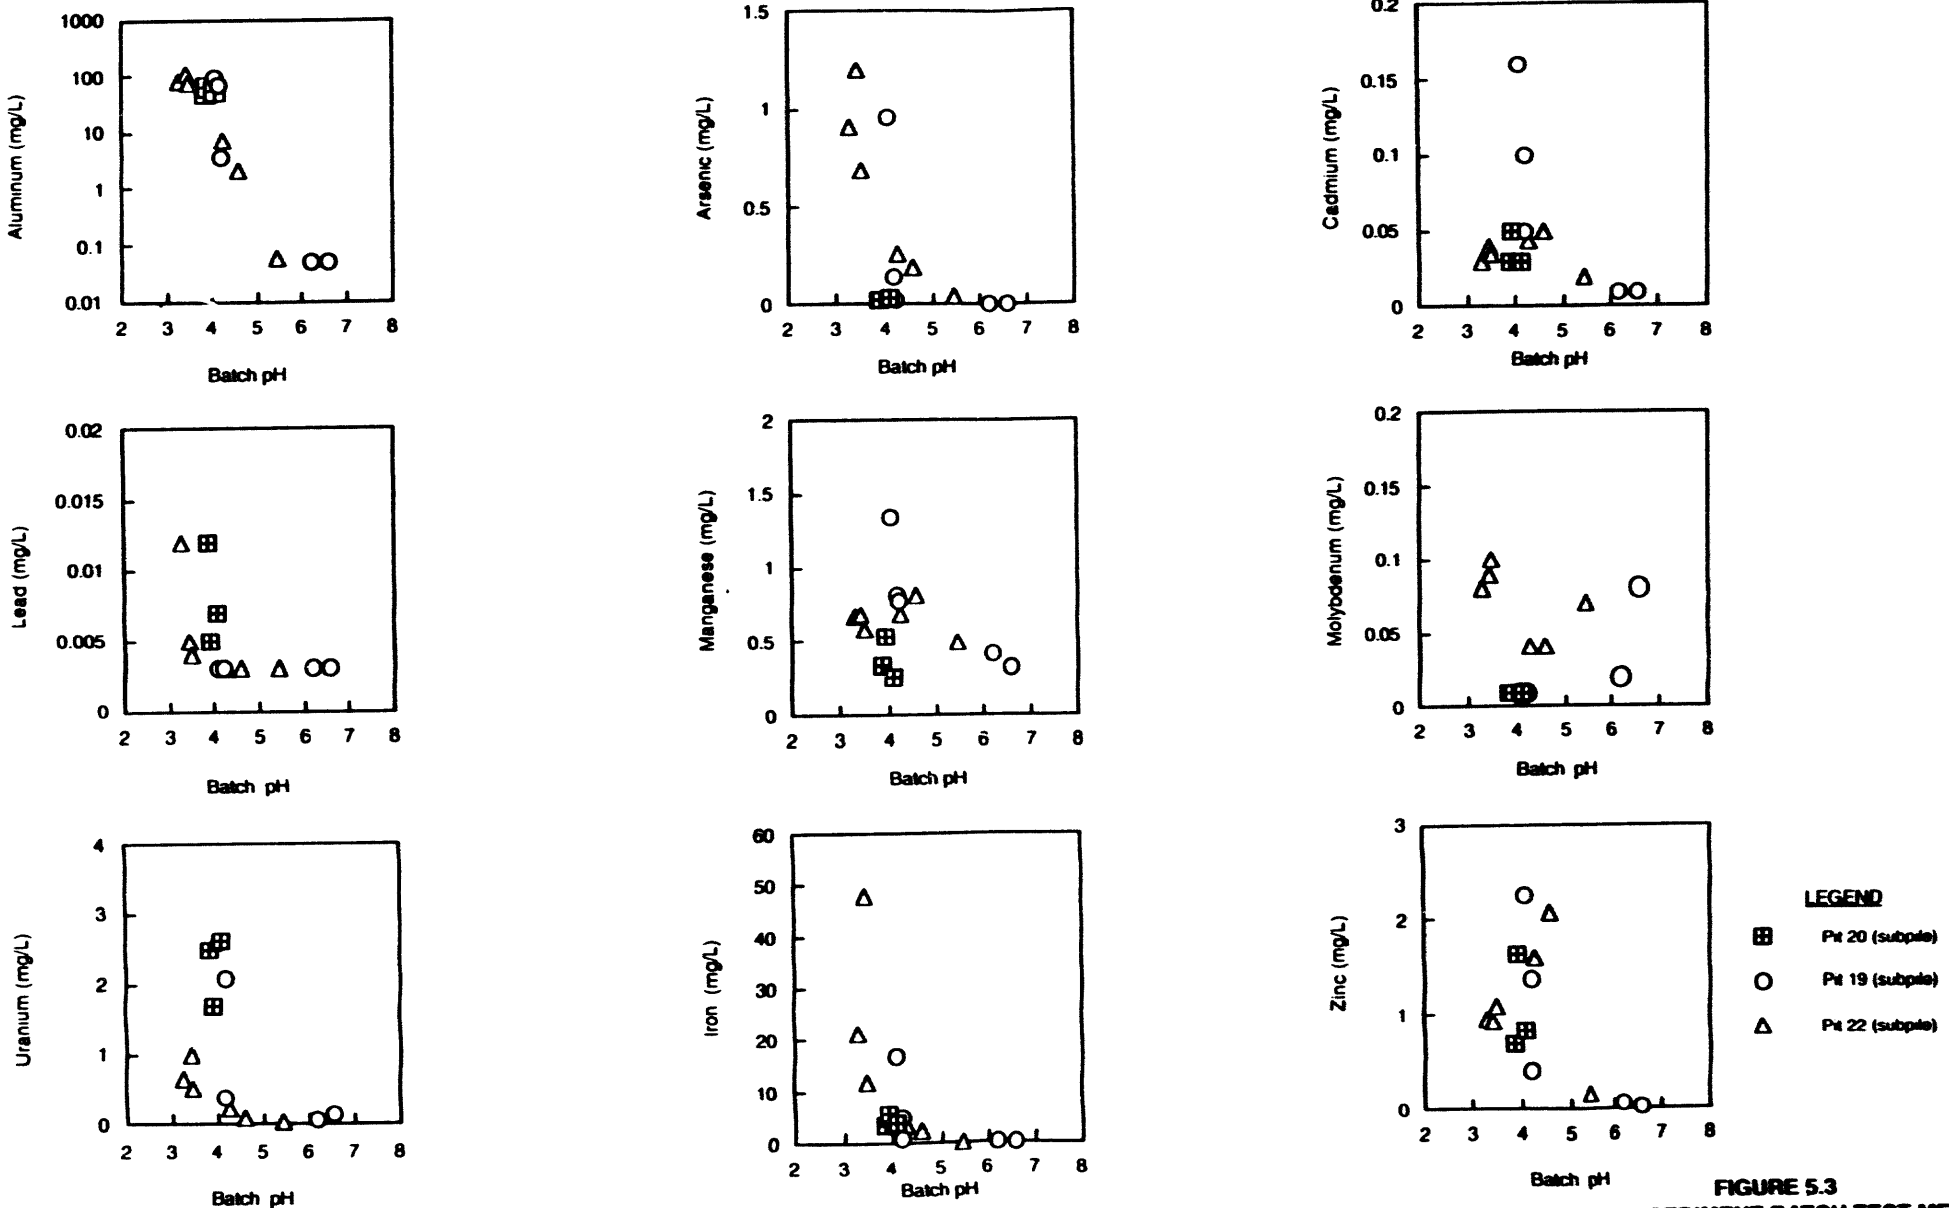 1000
100
10
1
0.1
0.01
Aluminum (mg/L)
2 3 4 5 6 7 8
Batch pH
1.5
1
0.5
0
Arsenic (mg/L)
2 3 4 5 6 7 8
Batch pH
0.2
0.15
0.1
0.05
0
Cadmium (mg/L)
2 3 4 5 6 7 8
Batch pH
0.02
0.015
0.01
0.005
0
Lead (mg/L)
2 3 4 5 6 7 8
Batch pH
2
1.5
1
0.5
0
Manganese (mg/L)
2 3 4 5 6 7 8
Batch pH
0.2
0.15
0.1
0.05
0
Molybdenum (mg/L)
2 3 4 5 6 7 8
Batch pH
4
3
2
1
0
Uranium (mg/L)
2 3 4 5 6 7 8
Batch pH
60
50
40
30
20
10
0
Iron (mg/L)
2 3 4 5 6 7 8
Batch pH
3
2
1
0
Zinc (mg/L)
2 3 4 5 6 7 8
Batch pH
LEGEND
Pit 20 (subpile)
Pit 19 (subpile)
Pit 22 (subpile)
FIGURE 5.3